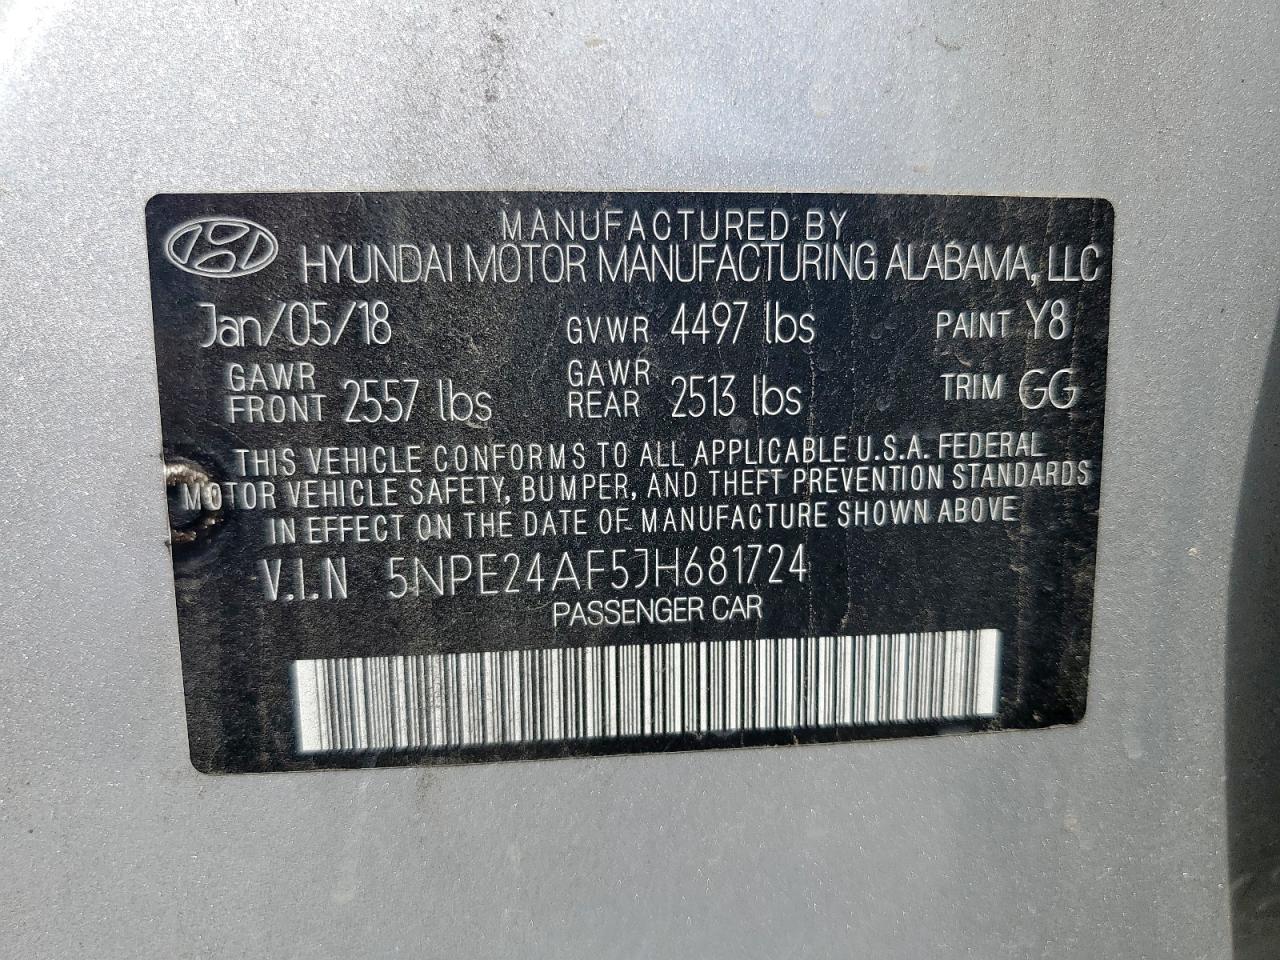 MANUFACTURED BY
HYUNDAI MOTOR MANUFACTURING ALABAMA, LLC
Jan/05/18 GVWR 4497 lbs PAINT Y8
GAWR FRONT 2557 lbs GAWR REAR 2513 lbs TRIM GG
THIS VEHICLE CONFORMS TO ALL APPLICABLE U.S.A. FEDERAL
MOTOR VEHICLE SAFETY, BUMPER, AND THEFT PREVENTION STANDARDS
IN EFFECT ON THE DATE OF MANUFACTURE SHOWN ABOVE
V.I.N 5NPE24AF5JH681724
PASSENGER CAR